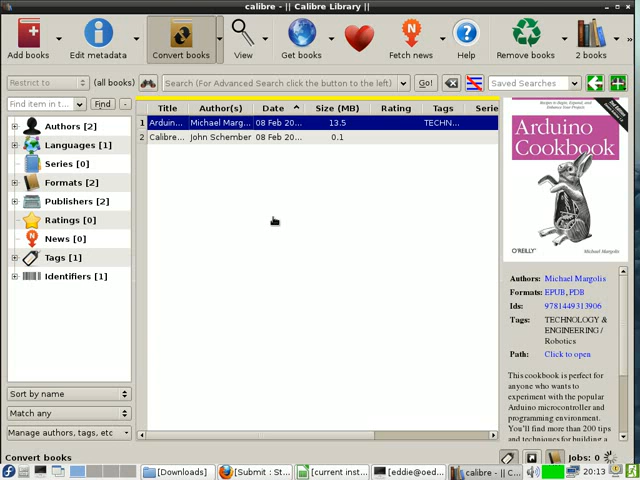 calibre - || Calibre Library ||
Add books
Edit metadata
Convert books
View
Get books
Fetch news
Help
Remove books
2 books
»
Restrict to
(all books)
Search (For Advanced Search click the button to the left)
Go!
Saved Searches
Find item in t...
Find
-
Title Author(s) Date Size (MB) Rating Tags Serie
1 Arduin... Michael Marg... 08 Feb 20... 13.5 TECHN...
2 Calibre... John Schember 08 Feb 20... 0.1
Authors [2]
Languages [1]
Series [0]
Formats [2]
Publishers [2]
Ratings [0]
News [0]
Tags [1]
Identifiers [1]
Sort by name
Match any
Manage authors, tags, etc
Arduino
Cookbook
O'REILLY
Michael Margolis
Authors: Michael Margolis
Formats: EPUB, PDB
Ids: 9781449313906
Tags: TECHNOLOGY &
ENGINEERING /
Robotics
Path: Click to open
This cookbook is perfect for
anyone who wants to
experiment with the popular
Arduino microcontroller and
programming environment.
You'll find more than 200 tips
and techniques for building a
Convert books
Jobs: 0
[Downloads]
[Submit : St...
[current inst...
[eddie@oed...
calibre - || C...
20:13